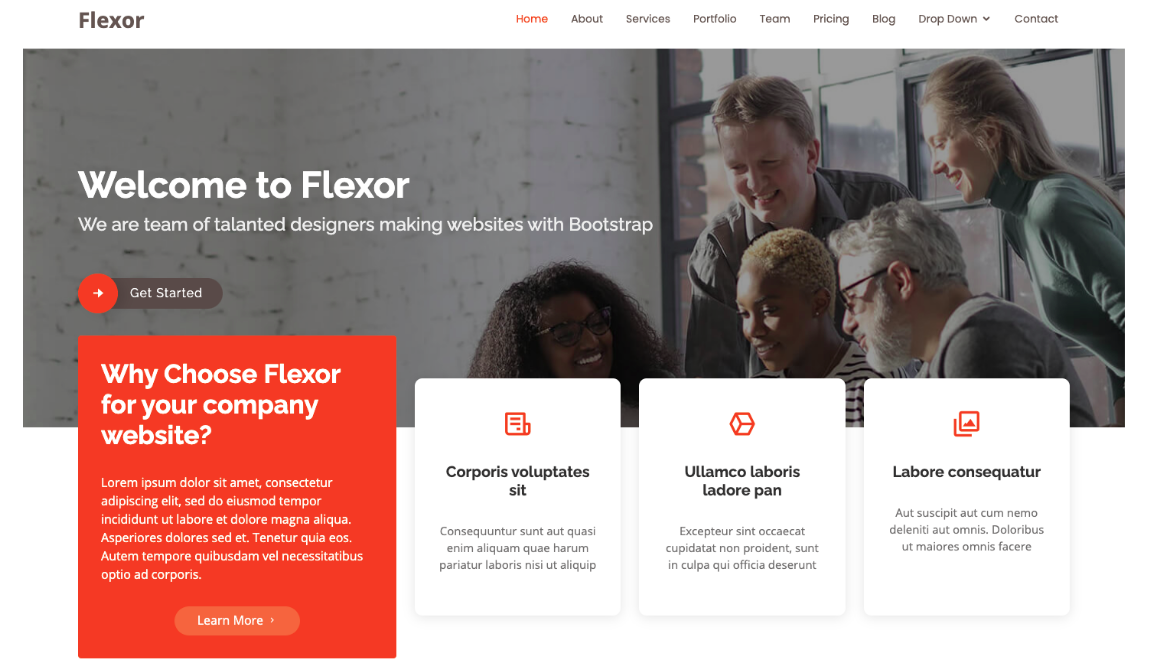 Flexor
Home About Services Portfolio Team Pricing Blog Drop Down Contact
Welcome to Flexor
We are team of talanted designers making websites with Bootstrap
Get Started
Why Choose Flexor
for your company
website?
Lorem ipsum dolor sit amet, consectetur
adipiscing elit, sed do eiusmod tempor
incididunt ut labore et dolore magna aliqua.
Asperiores dolores sed et. Tenetur quia eos.
Autem tempore quibusdam vel necessitatibus
optio ad corporis.
Learn More
Corporis voluptates
sit
Consequuntur sunt aut quasi
enim aliquam quae harum
pariatur laboris nisi ut aliquip
Ullamco laboris
ladore pan
Excepteur sint occaecat
cupidatat non proident, sunt
in culpa qui officia deserunt
Labore consequatur
Aut suscipit aut cum nemo
deleniti aut omnis. Doloribus
ut maiores omnis facere